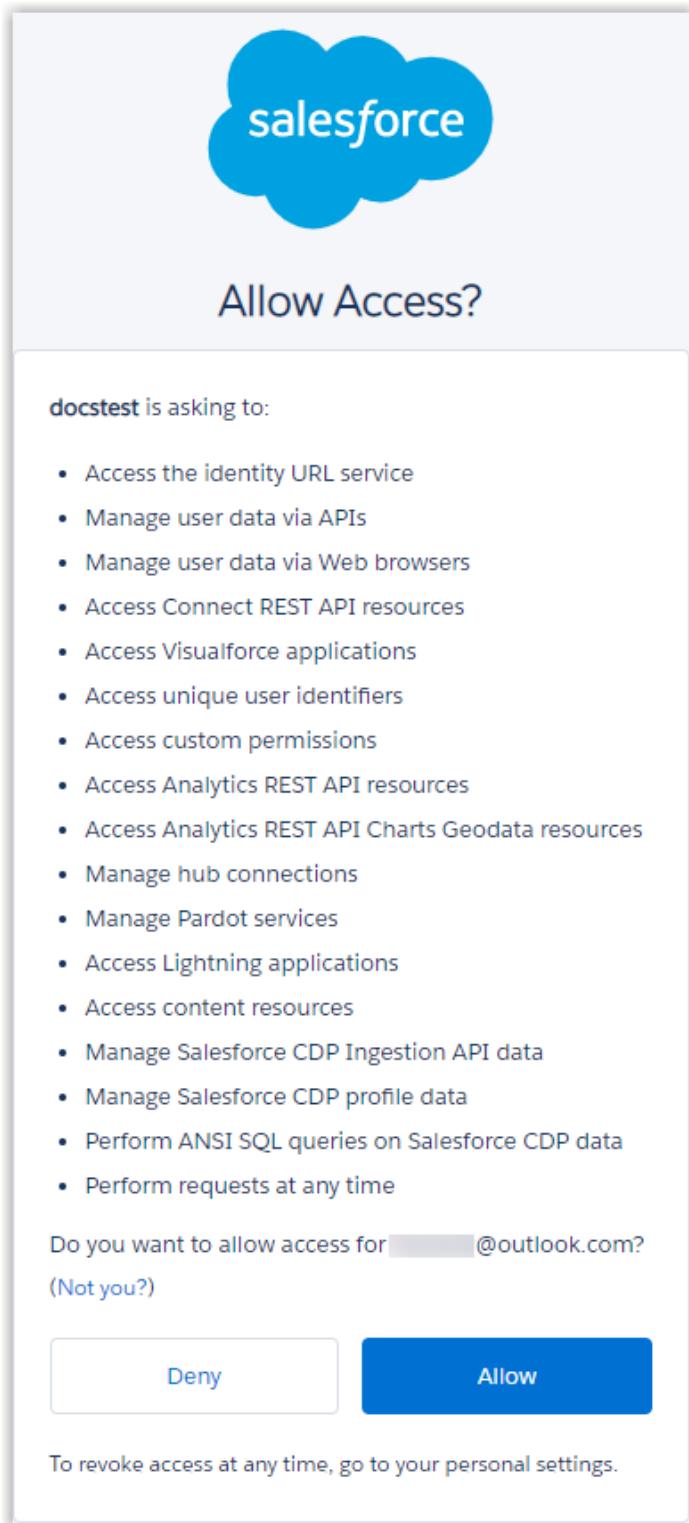 salesforce
Allow Access?
docstest is asking to:
• Access the identity URL service
• Manage user data via APIs
• Manage user data via Web browsers
• Access Connect REST API resources
• Access Visualforce applications
• Access unique user identifiers
• Access custom permissions
• Access Analytics REST API resources
• Access Analytics REST API Charts Geodata resources
• Manage hub connections
• Manage Pardot services
• Access Lightning applications
• Access content resources
• Manage Salesforce CDP Ingestion API data
• Manage Salesforce CDP profile data
• Perform ANSI SQL queries on Salesforce CDP data
• Perform requests at any time
Do you want to allow access for @outlook.com?
(Not you?)
Deny
Allow
To revoke access at any time, go to your personal settings.